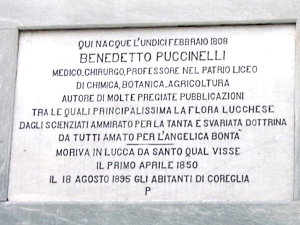 QUI NACQUE L'UNDICI FEBBRAIO 1808
BENEDETTO PUCCINELLI
MEDICO, CHIRURGO, PROFESSORE NEL PATRIO LICEO
DI CHIMICA, BOTANICA, AGRICOLTURA
AUTORE DI MOLTE PREGIATE PUBBLICAZIONI
TRA LE QUALI PRINCIPALISSIMA LA FLORA LUCCHESE
DAGLI SCIENZIATI AMMIRATO PER LA TANTA E SVARIATA DOTTRINA
DA TUTTI AMATO PER L'ANGELICA BONTÀ
MORIVA IN LUCCA DA SANTO QUAL VISSE
IL PRIMO APRILE 1850
IL 18 AGOSTO 1895 GLI ABITANTI DI COREGLIA
P